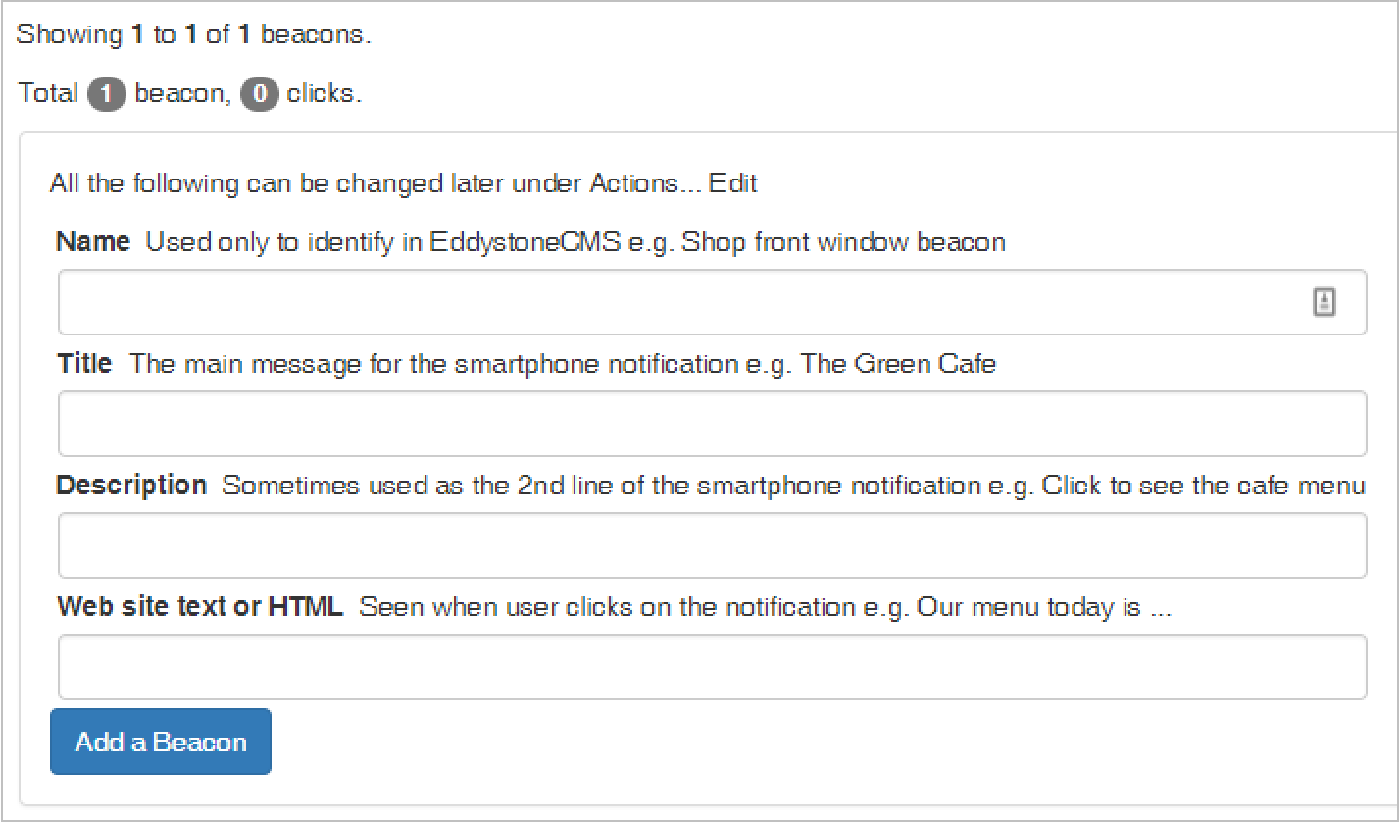 Showing 1 to 1 of 1 beacons.
Total 1 beacon, 0 clicks.
All the following can be changed later under Actions... Edit
Name Used only to identify in EddystoneCMS e.g. Shop front window beacon
Title The main message for the smartphone notification e.g. The Green Cafe
Description Sometimes used as the 2nd line of the smartphone notification e.g. Click to see the cafe menu
Web site text or HTML Seen when user clicks on the notification e.g. Our menu today is ...
Add a Beacon